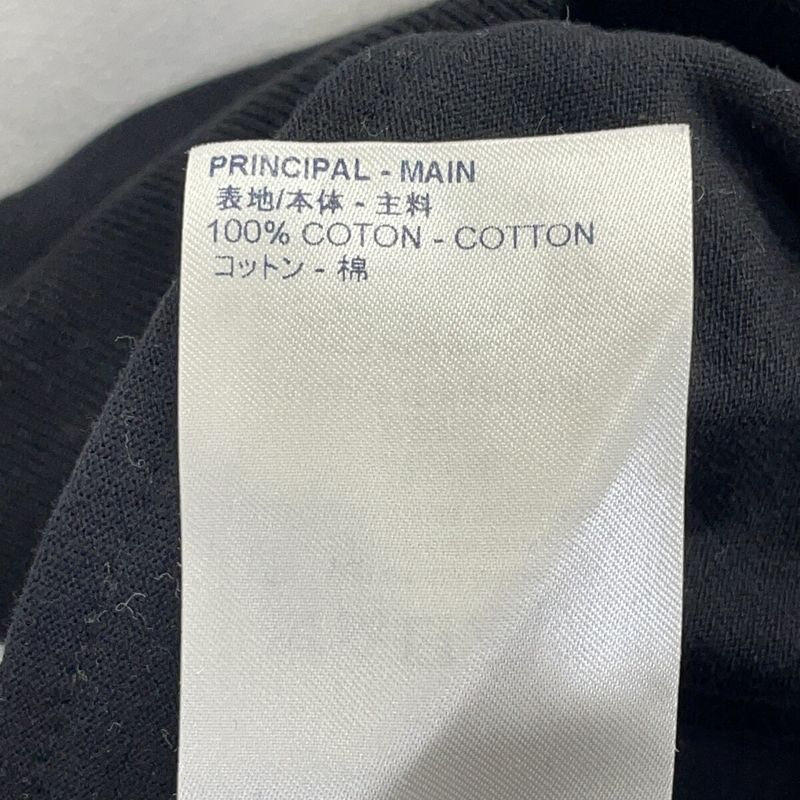 PRINCIPAL - MAIN
表地/本体 - 主料
100% COTON - COTTON
コットン - 棉